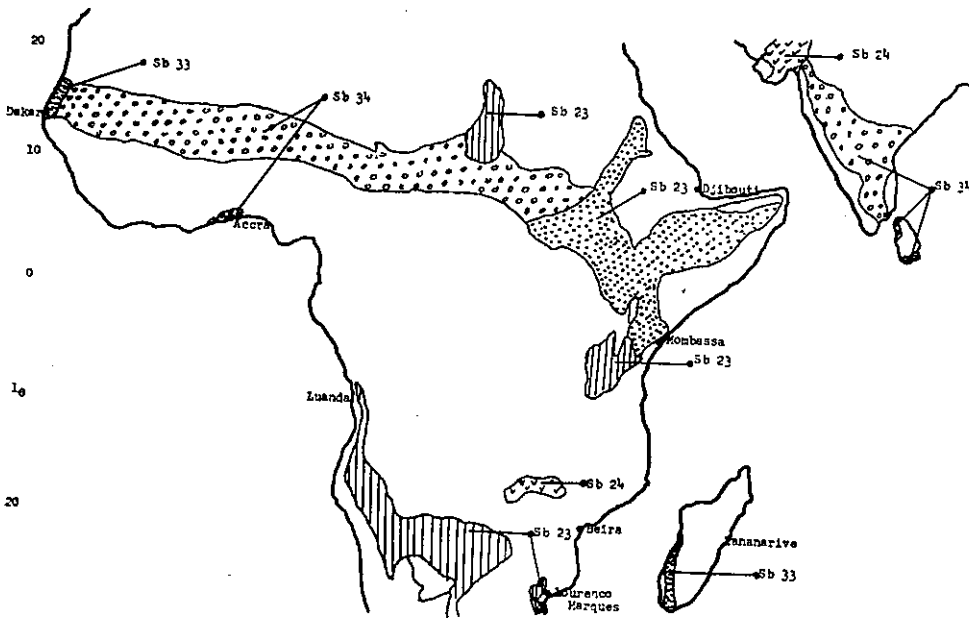 20
Sb 33
Sb 24
Sb 34
Dakar
Sb 23
10
Sb 23
Djibouti
Sb 31
Accra
0
Mombassa
Sb 23
10
Luanda
Sb 24
20
Sb 23
Beira
Tananarive
Sb 33
Lourenco
Marques